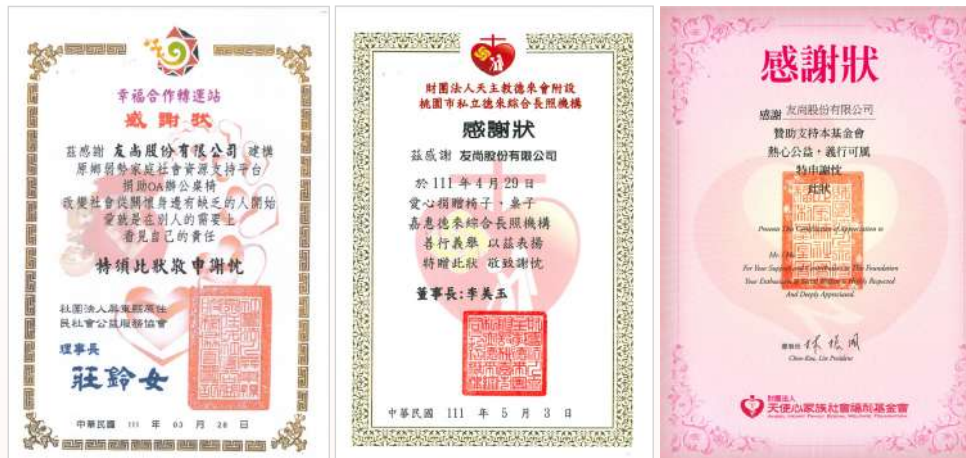 幸福合作轉運站
感謝狀
茲感謝 友尚股份有限公司 建構
原鄉弱勢家庭社會資源支持平台
捐助OA辦公桌椅
改變社會從關懷身邊有缺乏的人開始
愛就是在別人的需要上
看見自己的責任
特頒此狀敬申謝忱
社團法人屏東縣原住
民社會公益服務協會
理事長
莊鈴女
中華民國 111 年 03 月 28 日
財團法人天主教德來會附設
桃園市私立德來綜合長照機構
感謝狀
茲感謝 友尚股份有限公司
於 111 年 4 月 29 日
愛心捐贈椅子、桌子
嘉惠德來綜合長照機構
善行義舉 以茲表揚
特贈此狀 敬致謝忱
董事長:李美玉
中華民國 111 年 5 月 3 日
感謝狀
感謝 友尚股份有限公司
贊助支持本基金會
熱心公益,義行可風
特申謝忱
此狀
Presents This Certification of Appreciation to
For Your Support and Contribution to The Foundation
Your Enthusiasm in Social Welfare is Highly Respected
And Deeply Appreciated.
董事長
Chen-Kuo, Lin President
財團法人
天使心家族社會福利基金會